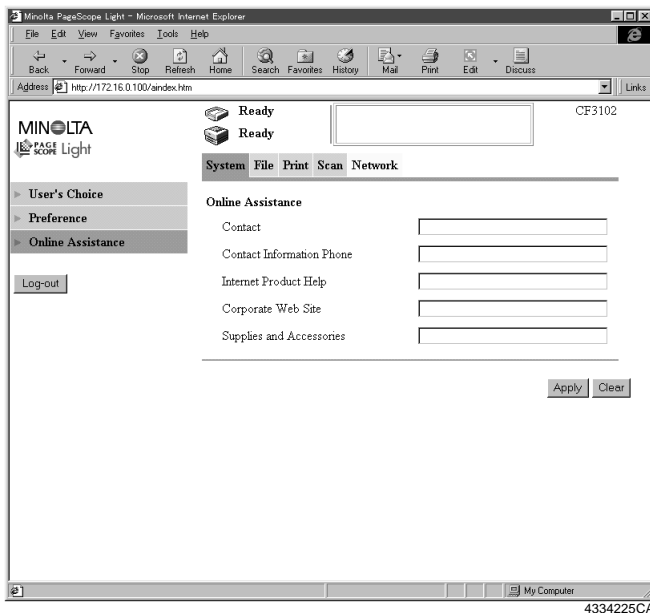 Minolta PageScope Light - Microsoft Internet Explorer
File Edit View Favorites Tools Help
Back Forward Stop Refresh Home Search Favorites History Mail Print Edit Discuss
Address http://172.16.0.100/aindex.htm Links
MINOLTA
PAGE SCOPE Light
Ready
Ready
CF3102
System File Print Scan Network
User's Choice
Preference
Online Assistance
Log-out
Online Assistance
Contact
Contact Information Phone
Internet Product Help
Corporate Web Site
Supplies and Accessories
Apply Clear
My Computer
4334225CA